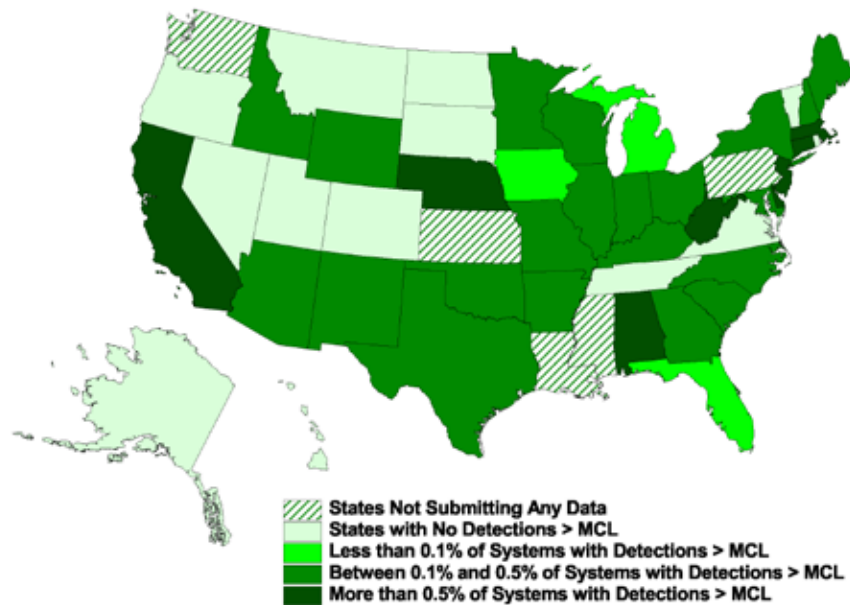 States Not Submitting Any Data
States with No Detections > MCL
Less than 0.1% of Systems with Detections > MCL
Between 0.1% and 0.5% of Systems with Detections > MCL
More than 0.5% of Systems with Detections > MCL